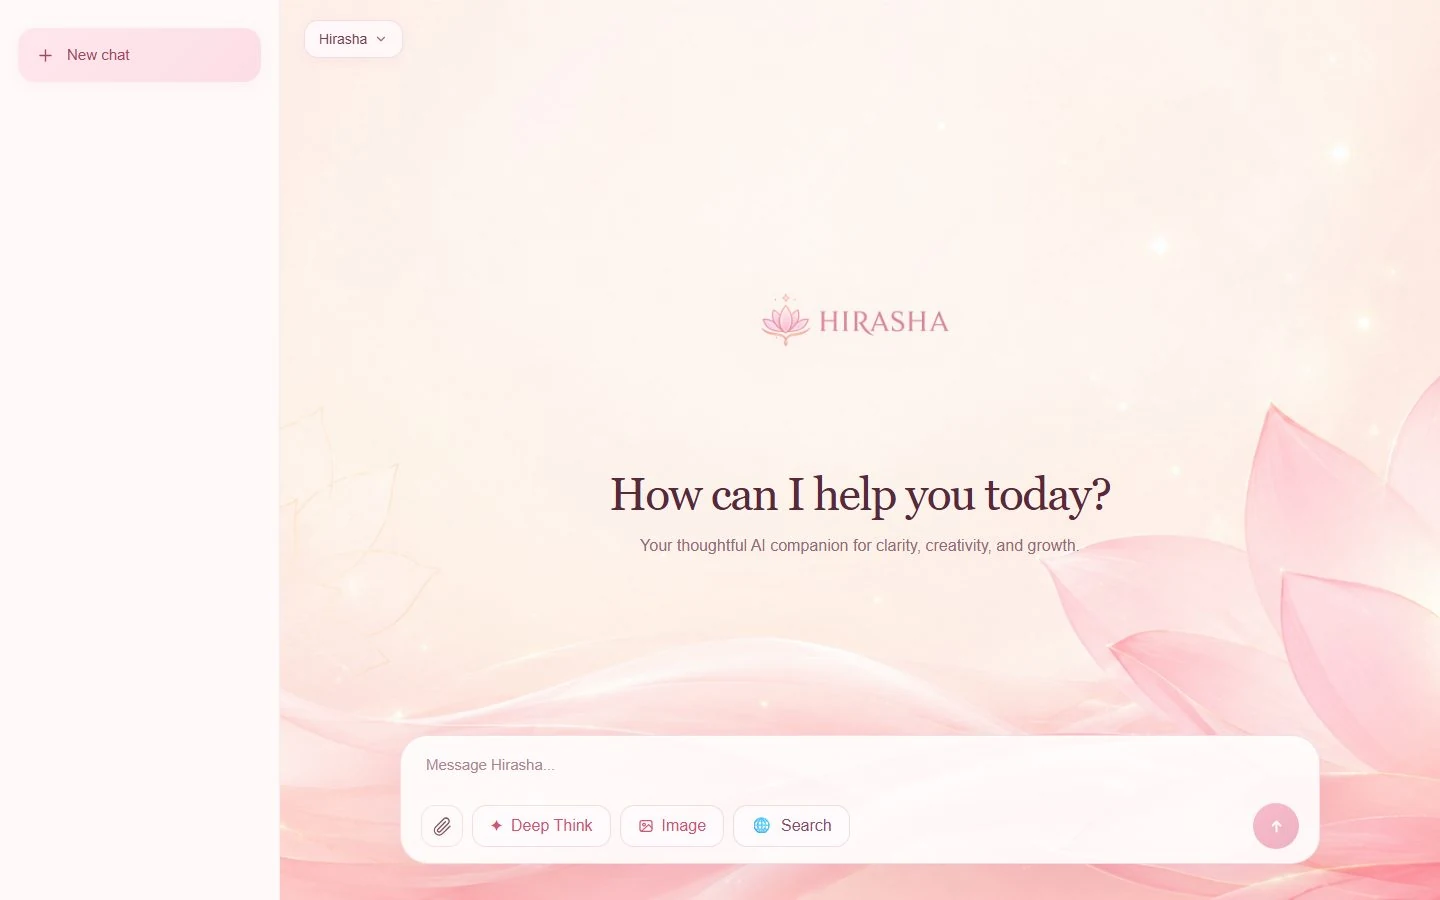 New chat
Hirasha
HIRASHA
How can I help you today?
Your thoughtful AI companion for clarity, creativity, and growth.
Message Hirasha...
Deep Think
Image
Search